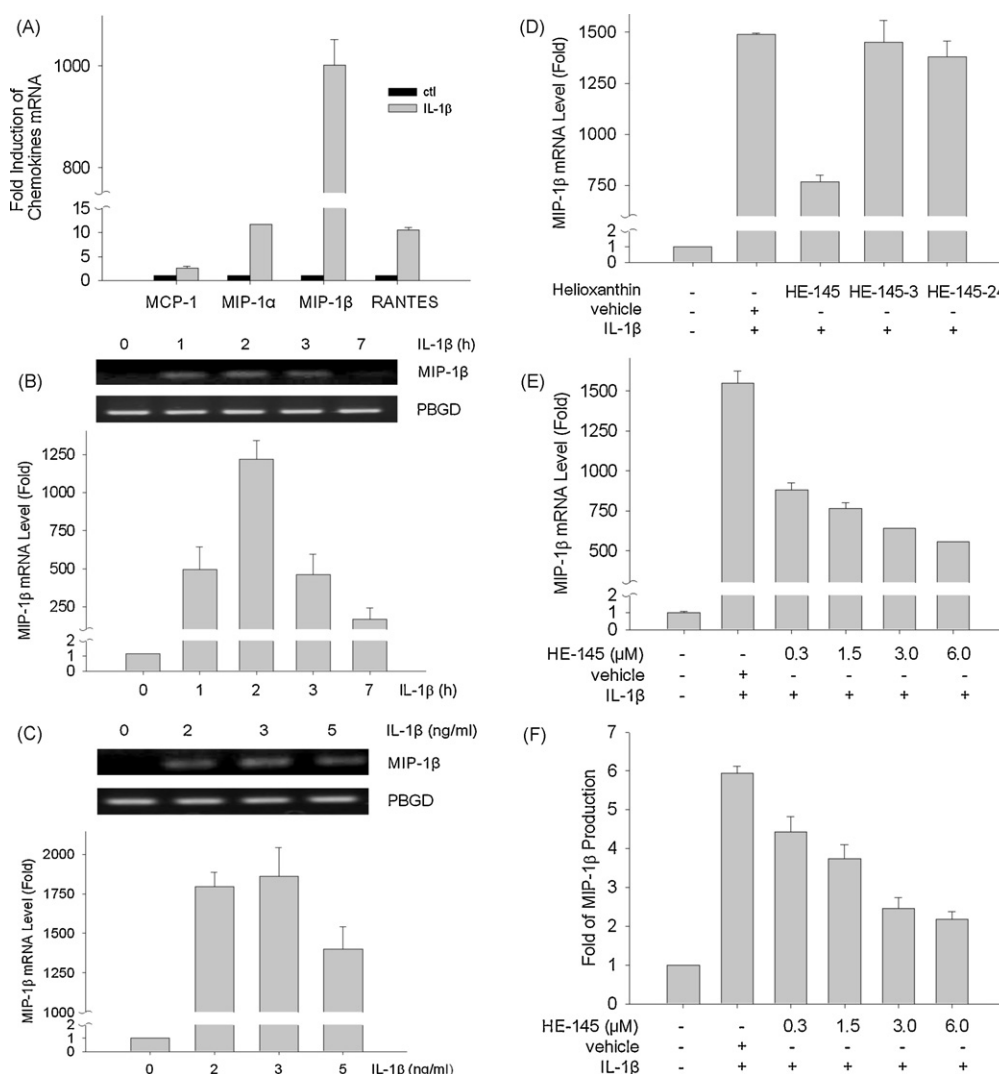 (A)
Fold Induction of
Chemokines mRNA
1000
800
15
10
5
0
ctl
IL-1β
MCP-1 MIP-1α MIP-1β RANTES
(B)
0 1 2 3 7 IL-1β (h)
MIP-1β
PBGD
MIP-1β mRNA Level (Fold)
1250
1000
750
500
250
2
1
0
0 1 2 3 7 IL-1β (h)
(C)
0 2 3 5 IL-1β (ng/ml)
MIP-1β
PBGD
MIP-1β mRNA Level (Fold)
2000
1750
1500
1250
1000
2
1
0
0 2 3 5 IL-1β (ng/ml)
(D)
MIP-1β mRNA Level (Fold)
1500
1250
1000
750
2
1
0
Helioxanthin - - HE-145 HE-145-3 HE-145-24
vehicle - + - - -
IL-1β - + + + +
(E)
MIP-1β mRNA Level (Fold)
1500
1250
1000
750
500
2
1
0
HE-145 (μM) - - 0.3 1.5 3.0 6.0
vehicle - + - - - -
IL-1β - + + + + +
(F)
Fold of MIP-1β Production
7
6
5
4
3
2
1
0
HE-145 (μM) - - 0.3 1.5 3.0 6.0
vehicle - + - - - -
IL-1β - + + + + +